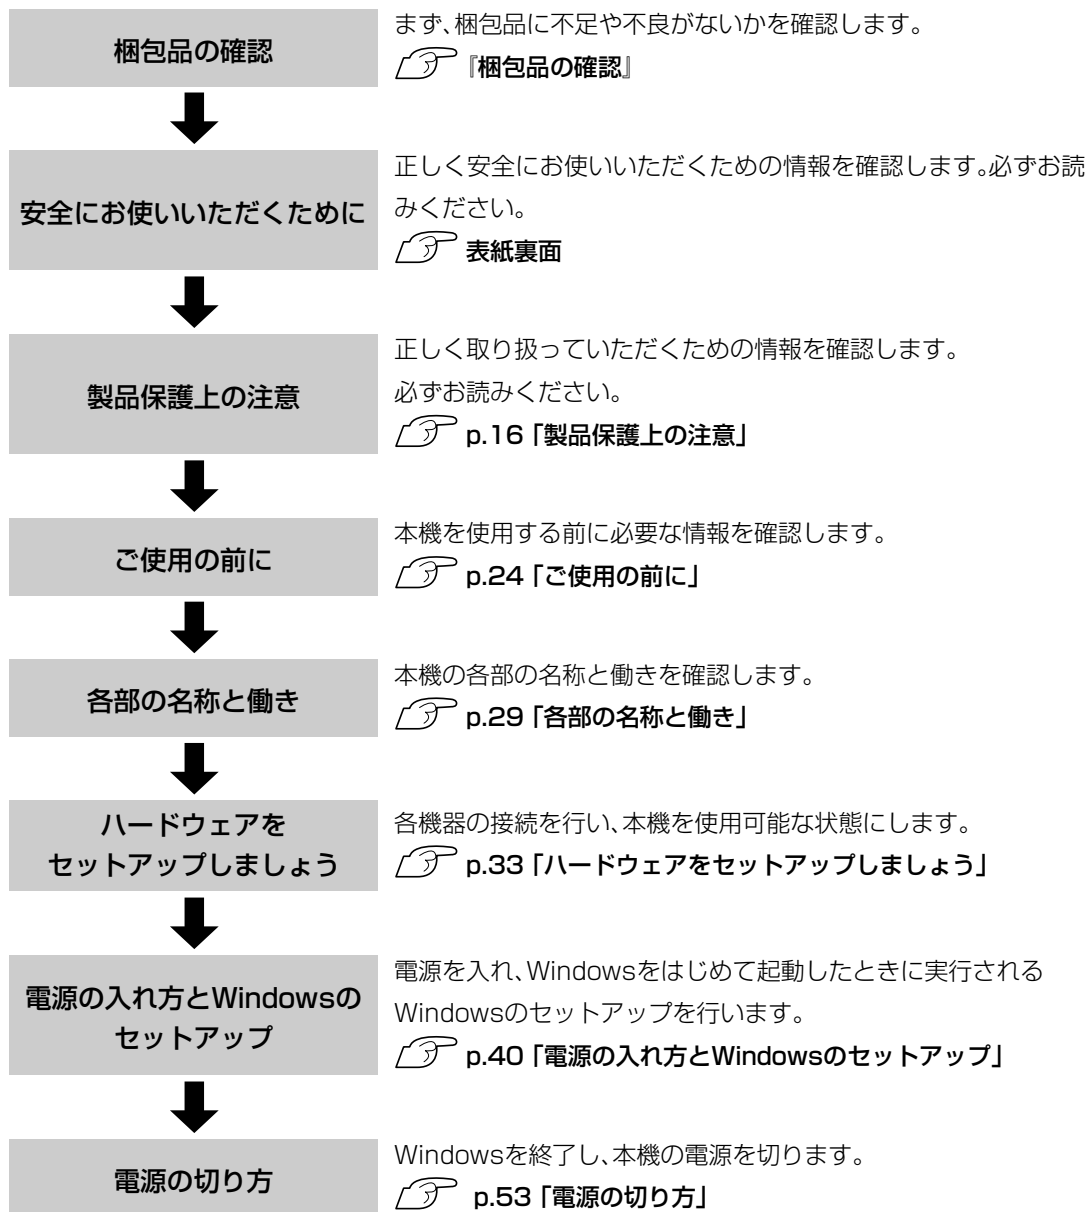 梱包品の確認
まず、梱包品に不足や不良がないかを確認します。
『梱包品の確認』
安全にお使いいただくために
正しく安全にお使いいただくための情報を確認します。必ずお読
みください。
表紙裏面
製品保護上の注意
正しく取り扱っていただくための情報を確認します。
必ずお読みください。
p.16「製品保護上の注意」
ご使用の前に
本機を使用する前に必要な情報を確認します。
p.24「ご使用の前に」
各部の名称と働き
本機の各部の名称と働きを確認します。
p.29「各部の名称と働き」
ハードウェアを
セットアップしましょう
各機器の接続を行い、本機を使用可能な状態にします。
p.33「ハードウェアをセットアップしましょう」
電源の入れ方とWindowsの
セットアップ
電源を入れ、Windowsをはじめて起動したときに実行される
Windowsのセットアップを行います。
p.40「電源の入れ方とWindowsのセットアップ」
電源の切り方
Windowsを終了し、本機の電源を切ります。
p.53「電源の切り方」